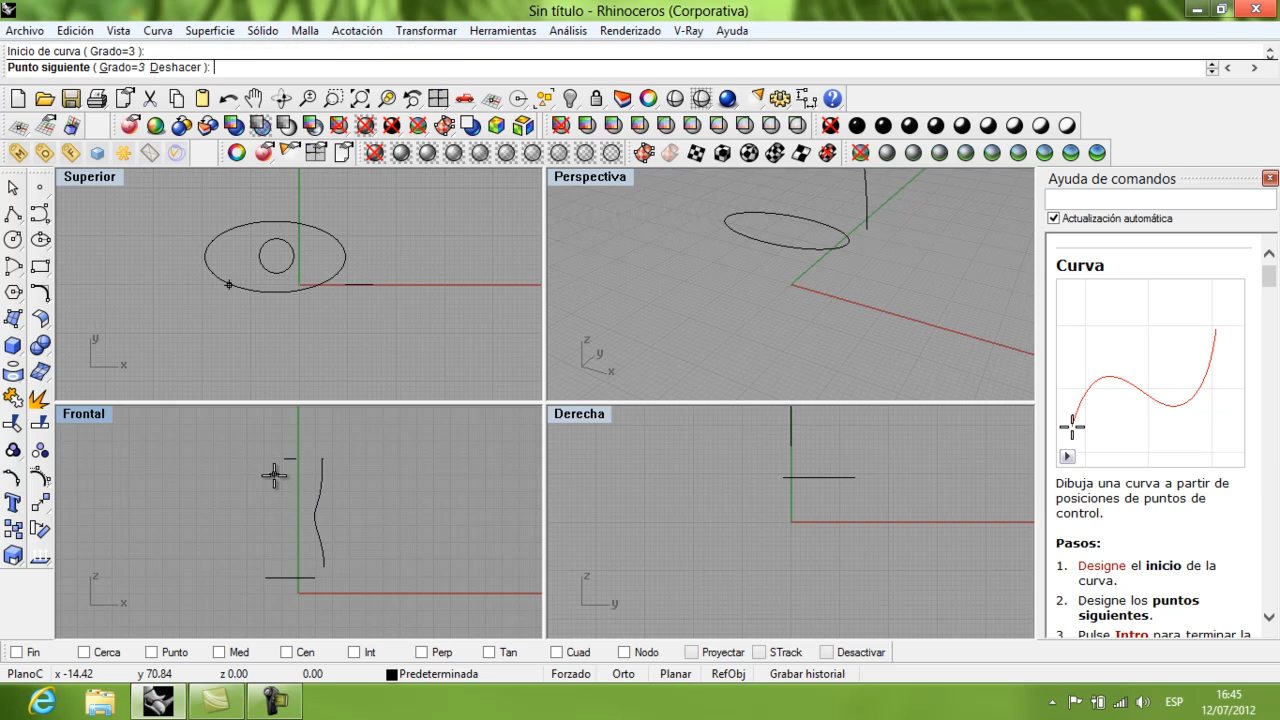 Sin título - Rhinoceros (Corporativa)
Archivo Edición Vista Curva Superficie Sólido Malla Acotación Transformar Herramientas Análisis Renderizado V-Ray Ayuda
Inicio de curva ( Grado=3 ):
Punto siguiente ( Grado=3 Deshacer ):
Superior
Perspectiva
Ayuda de comandos
Actualización automática
Curva
y
x
z
y
x
Frontal
Derecha
Dibuja una curva a partir de
posiciones de puntos de
control.
Pasos:
1. Designe el inicio de la
curva.
2. Designe los puntos
siguientes.
3. Pulse Intro para terminar la
z
x
z
y
Fin Cerca Punto Med Cen Int Perp Tan Cuad Nodo Proyectar STrack Desactivar
PlanoC x -14.42 y 70.84 z 0.00 0.00 Predeterminada Forzado Orto Planar RefObj Grabar historial
ESP
16:45
12/07/2012